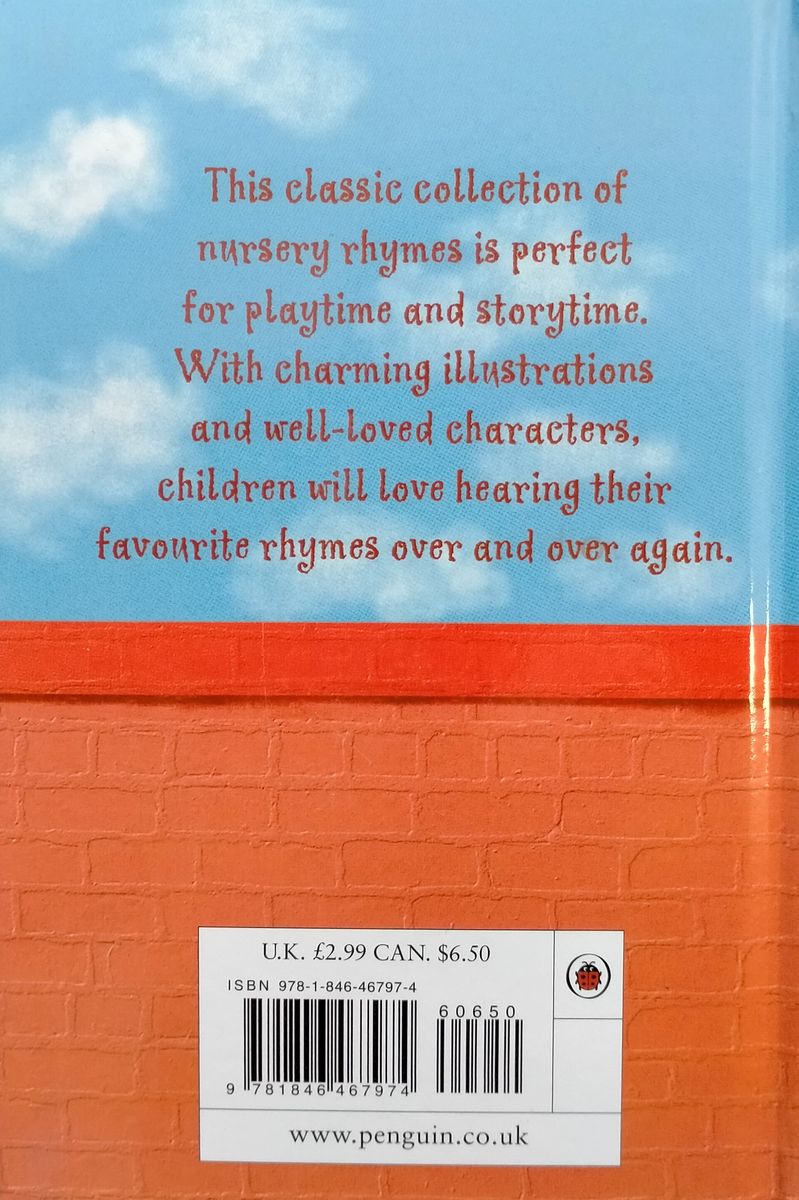 This classic collection of
nursery rhymes is perfect
for playtime and storytime.
With charming illustrations
and well-loved characters,
children will love hearing their
favourite rhymes over and over again.
U.K. £2.99 CAN. $6.50
ISBN 978-1-846-46797-4
60650
9 781846 467974
www.penguin.co.uk